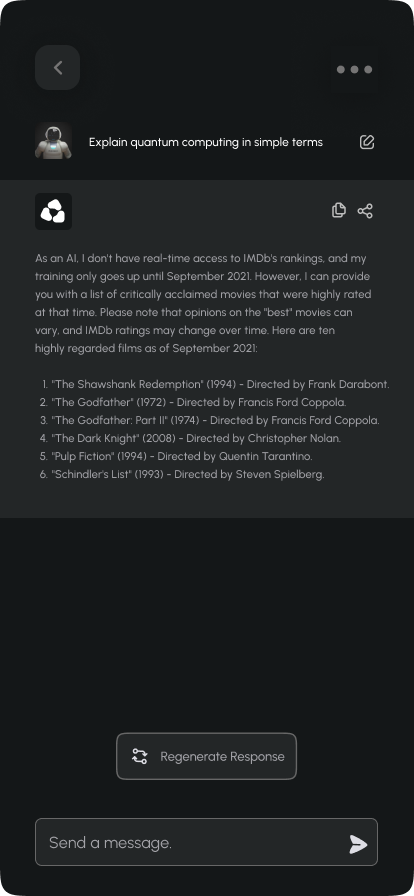 Explain quantum computing in simple terms
As an AI, I don't have real-time access to IMDb's rankings, and my
training only goes up until September 2021. However, I can provide
you with a list of critically acclaimed movies that were highly rated
at that time. Please note that opinions on the "best" movies can
vary, and IMDb ratings may change over time. Here are ten
highly regarded films as of September 2021:
1. "The Shawshank Redemption" (1994) - Directed by Frank Darabont.
2. "The Godfather" (1972) - Directed by Francis Ford Coppola.
3. "The Godfather: Part II" (1974) - Directed by Francis Ford Coppola.
4. "The Dark Knight" (2008) - Directed by Christopher Nolan.
5. "Pulp Fiction" (1994) - Directed by Quentin Tarantino.
6. "Schindler's List" (1993) - Directed by Steven Spielberg.
Regenerate Response
Send a message.